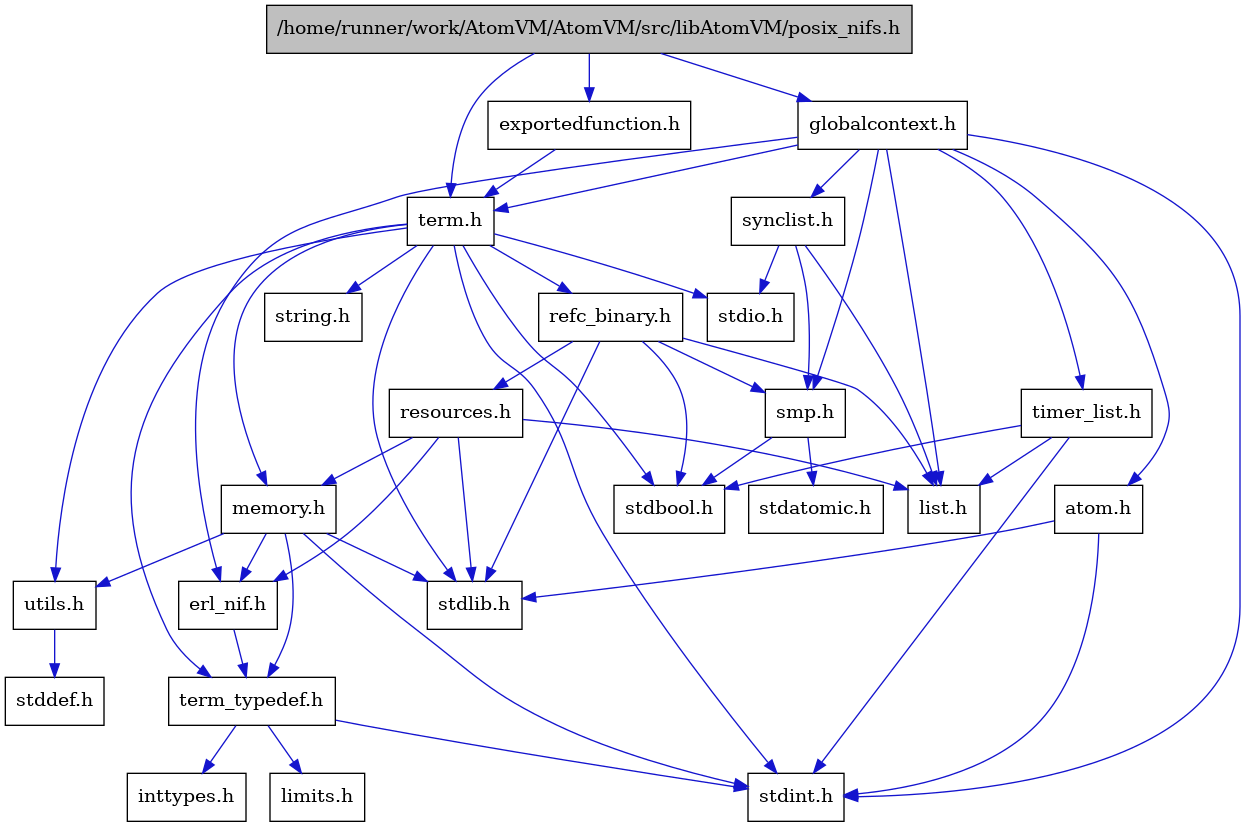 /home/runner/work/AtomVM/AtomVM/src/libAtomVM/posix_nifs.h
exportedfunction.h
globalcontext.h
term.h
synclist.h
string.h
refc_binary.h
stdio.h
resources.h
smp.h
timer_list.h
memory.h
stdbool.h
stdatomic.h
list.h
atom.h
utils.h
erl_nif.h
stdlib.h
stddef.h
term_typedef.h
inttypes.h
limits.h
stdint.h